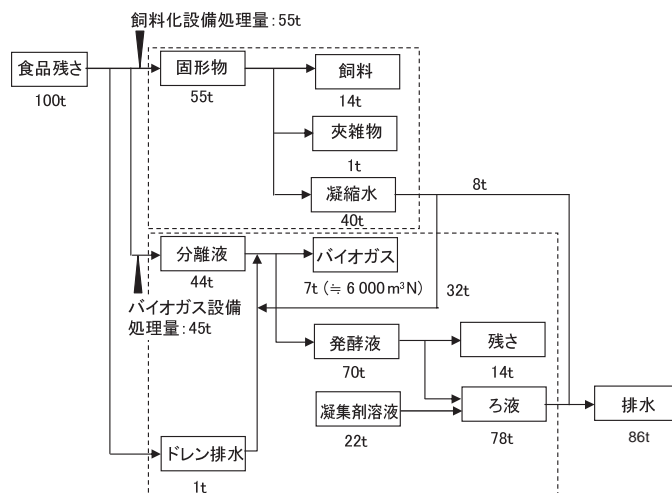 飼料化設備処理量:55t
食品残さ
100t
固形物
55t
飼料
14t
夾雑物
1t
凝縮水
40t
8t
分離液
44t
バイオガス
7t(≒6 000m³N)
32t
バイオガス設備
処理量:45t
発酵液
70t
残さ
14t
凝集剤溶液
22t
ろ液
78t
排水
86t
ドレン排水
1t